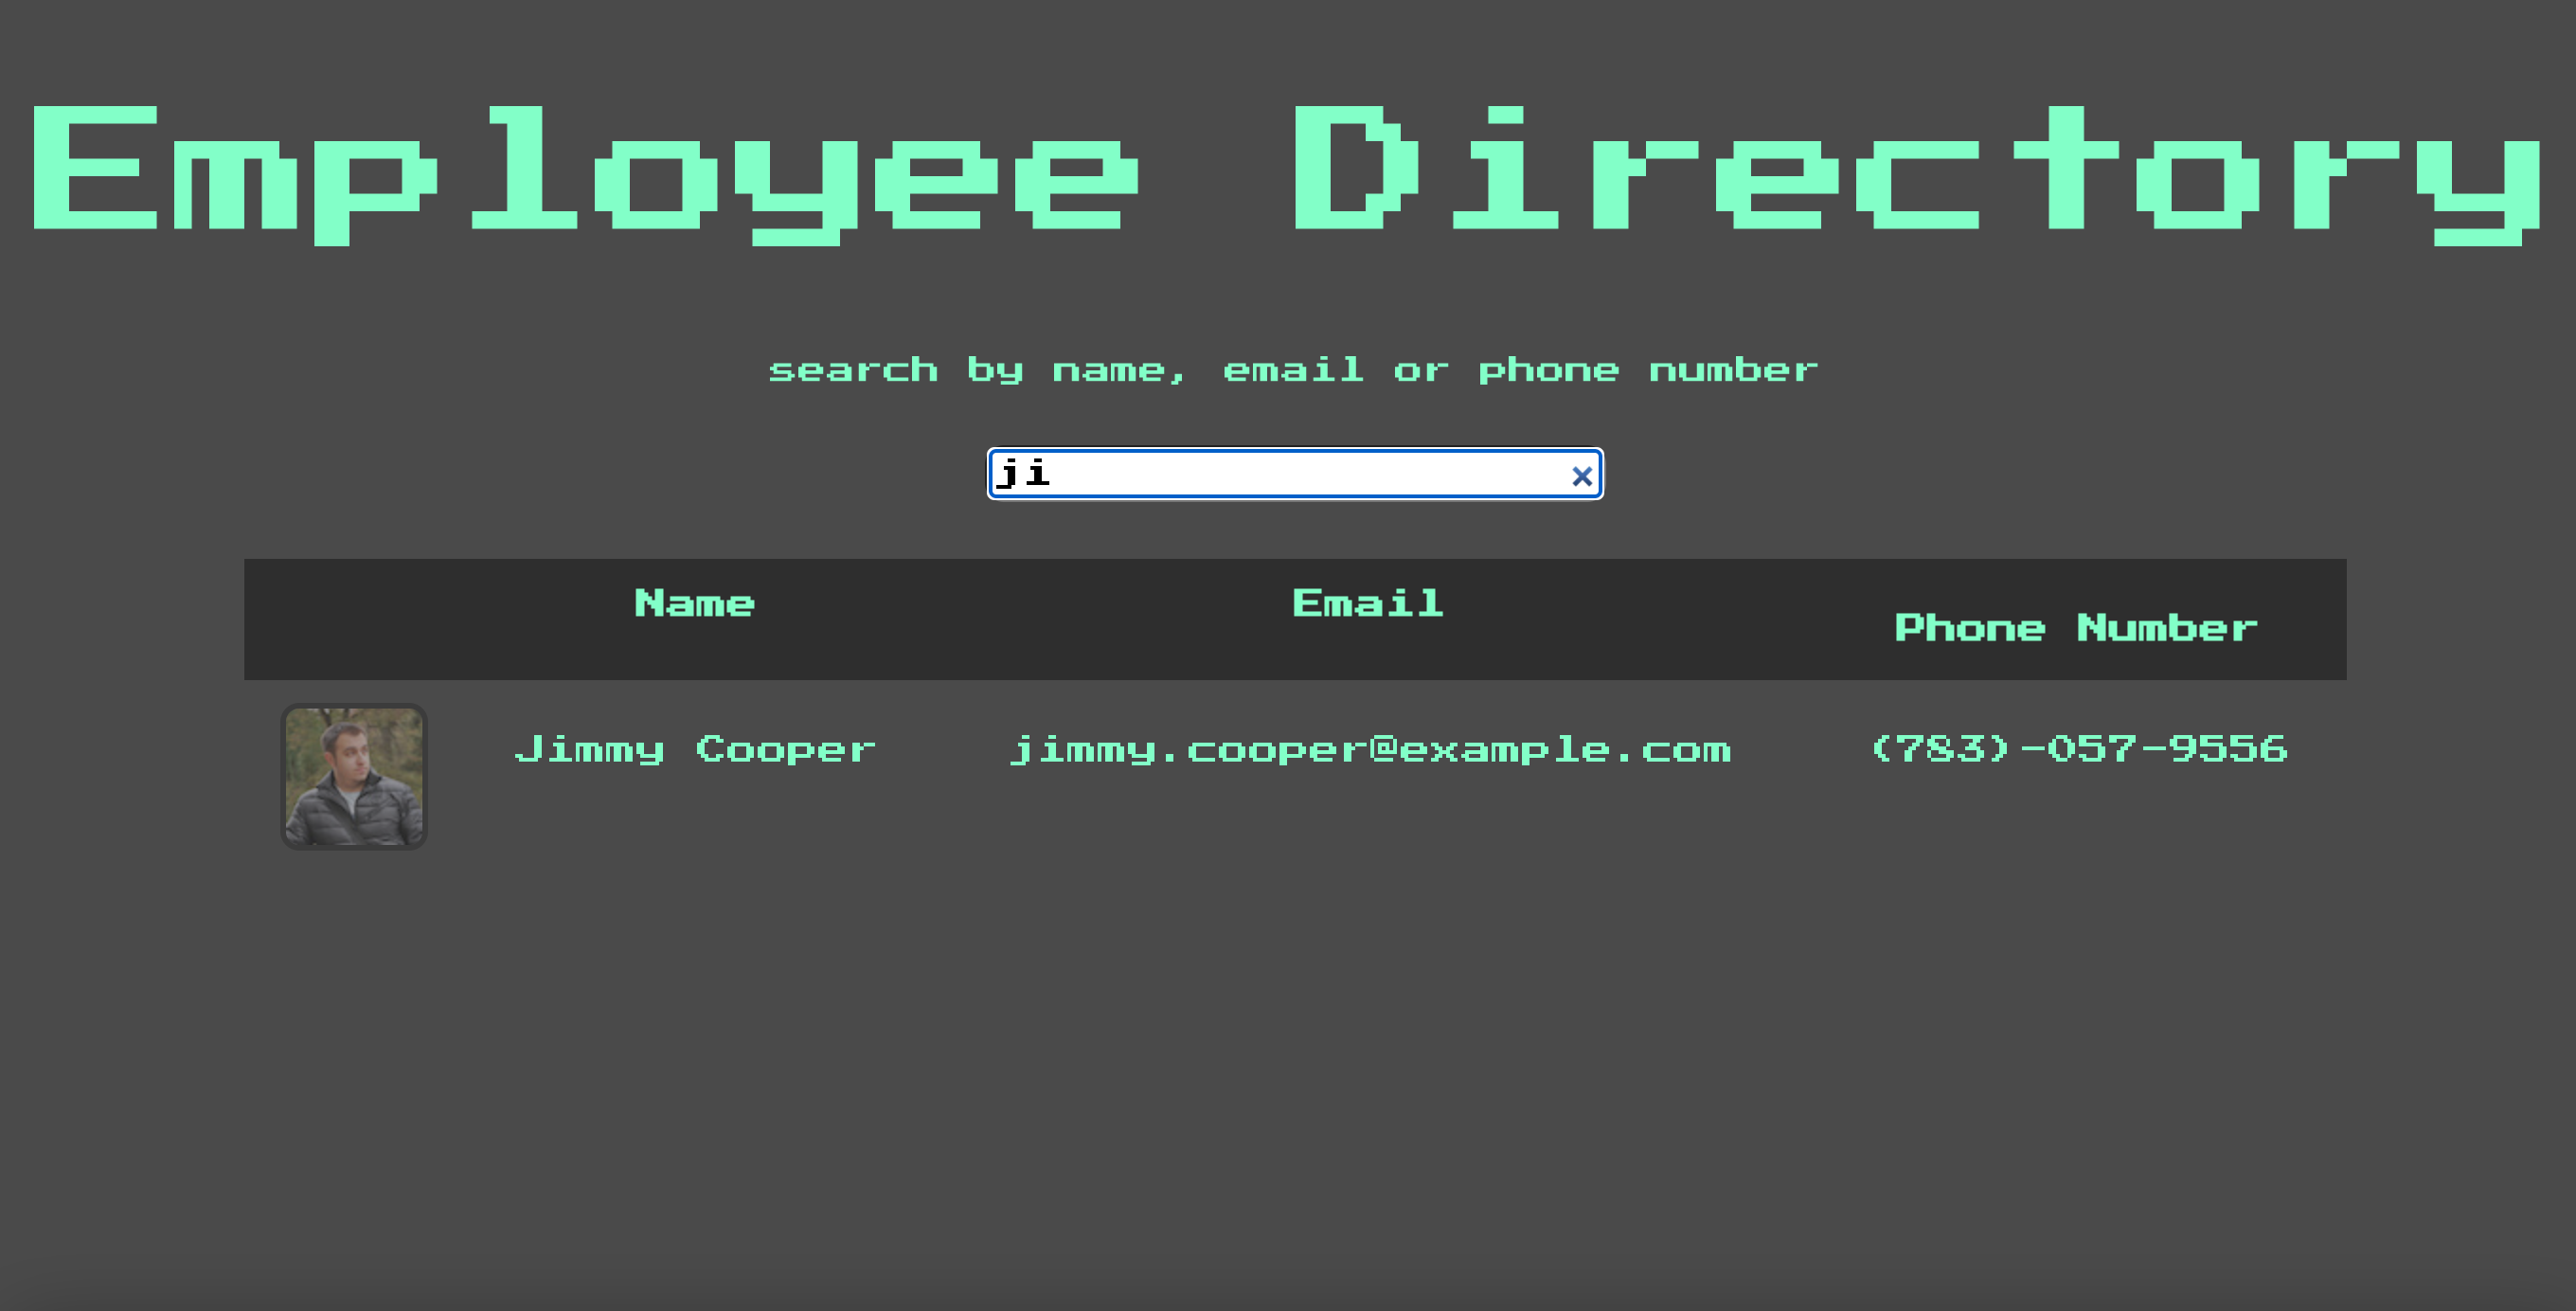 Employee Directory
search by name, email or phone number
ji
Name Email Phone Number
Jimmy Cooper jimmy.cooper@example.com (783)-057-9556